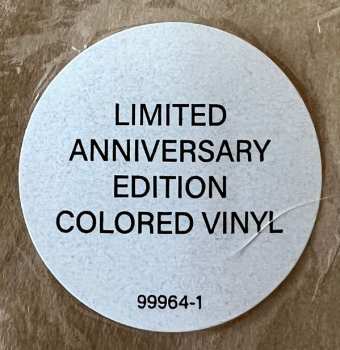 LIMITED
ANNIVERSARY
EDITION
COLORED VINYL
99964-1